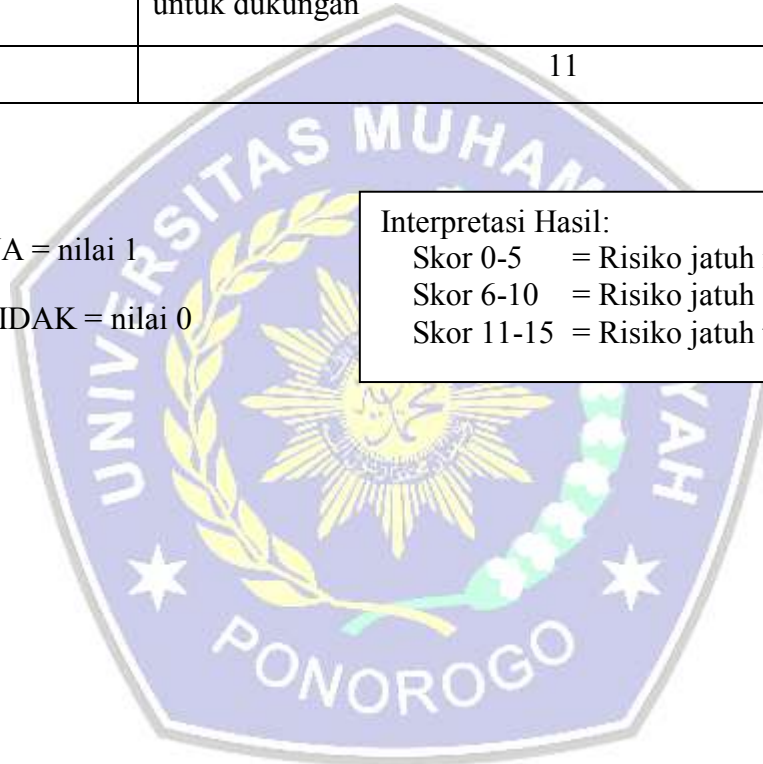 untuk dukungan
11
UNIVERSITAS
A = nilai 1
IDAK = nilai 0
Interpretasi Hasil:
Skor 0-5 = Risiko jatuh
Skor 6-10 = Risiko jatuh
Skor 11-15 = Risiko jatuh
PONOROGO